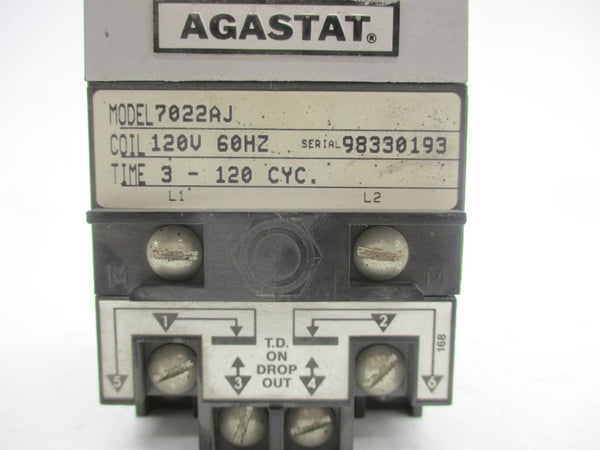 AGASTAT®
MODEL 7022AJ
COIL 120V 60HZ SERIAL 98330193
TIME 3 - 120 CYC.
L1 L2
M M
1 2
T.D.
ON
DROP
OUT
5 3 4 6
168